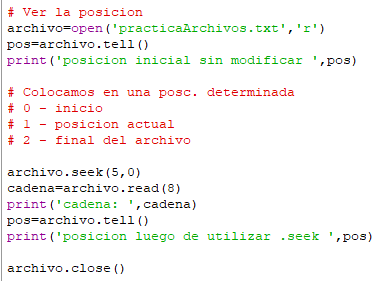 # Ver la posicion
archivo=open('practicaArchivos.txt','r')
pos=archivo.tell()
print('posicion inicial sin modificar ',pos)
# Colocamos en una posc. determinada
# 0 - inicio
# 1 - posicion actual
# 2 - final del archivo
archivo.seek(5,0)
cadena=archivo.read(8)
print('cadena: ',cadena)
pos=archivo.tell()
print('posicion luego de utilizar .seek ',pos)
archivo.close()